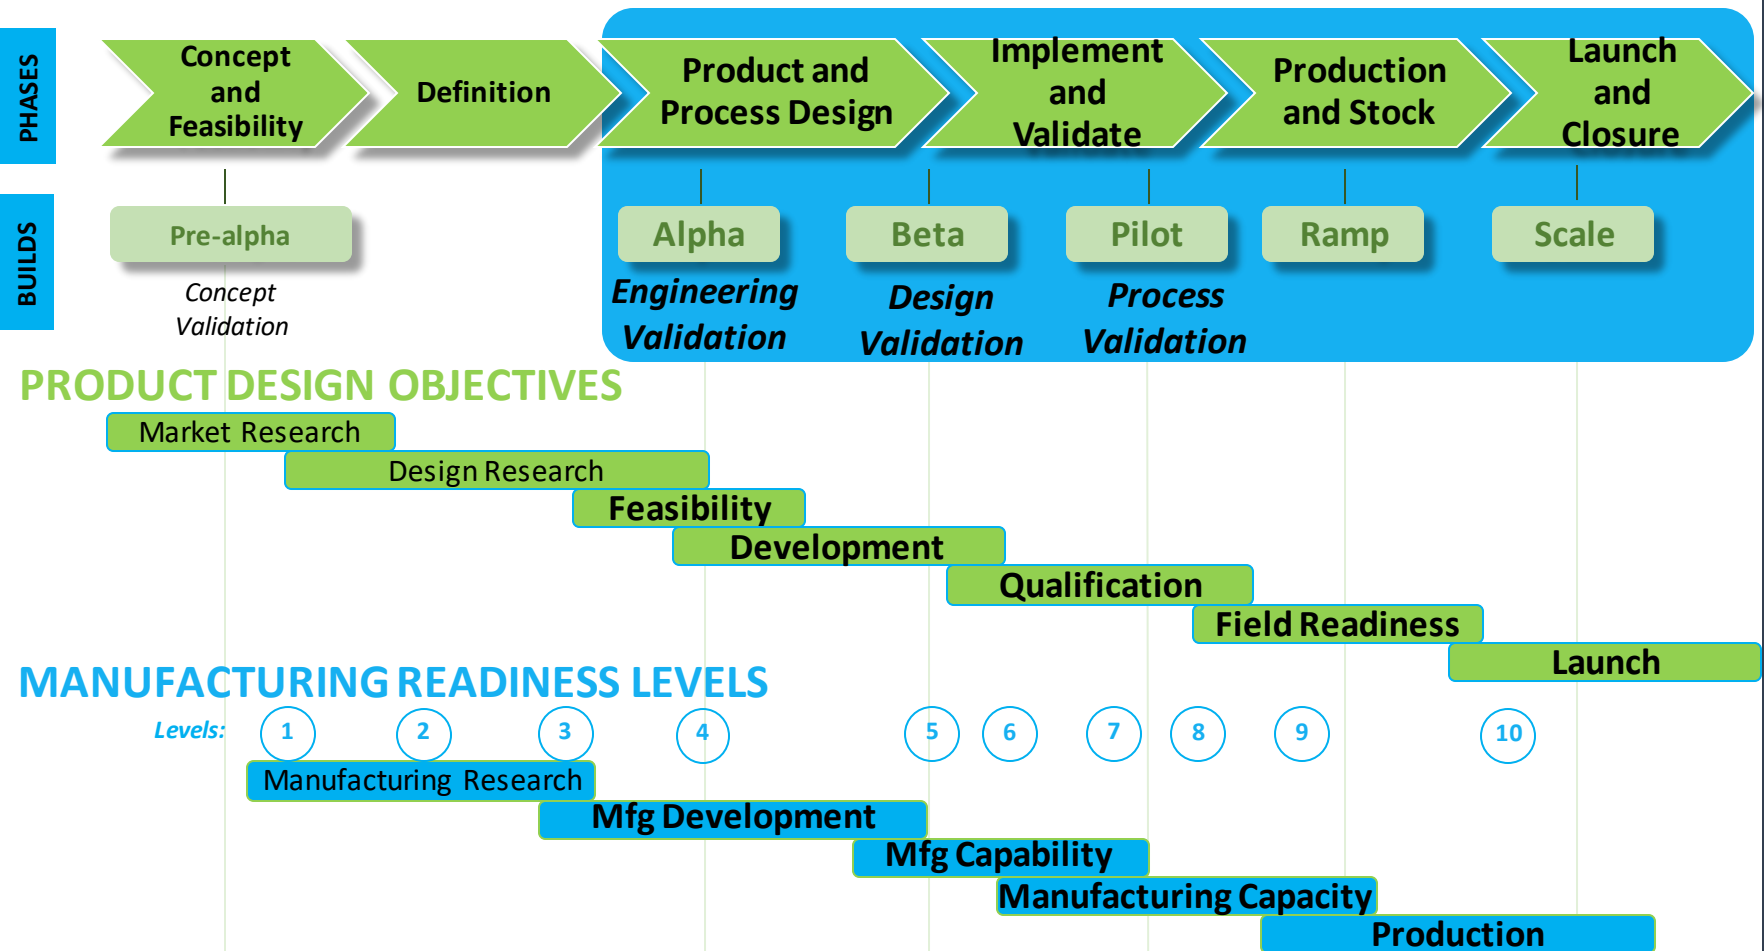 PHASES
Concept
and
Feasibility
Definition
Product and
Process Design
Implement
and
Validate
Production
and Stock
Launch
and
Closure
BUILDS
Pre-alpha
Alpha
Beta
Pilot
Ramp
Scale
Concept
Validation
Engineering
Validation
Design
Validation
Process
Validation
PRODUCT DESIGN OBJECTIVES
Market Research
Design Research
Feasibility
Development
Qualification
Field Readiness
Launch
MANUFACTURING READINESS LEVELS
Levels: 1 2 3 4 5 6 7 8 9 10
Manufacturing Research
Mfg Development
Mfg Capability
Manufacturing Capacity
Production